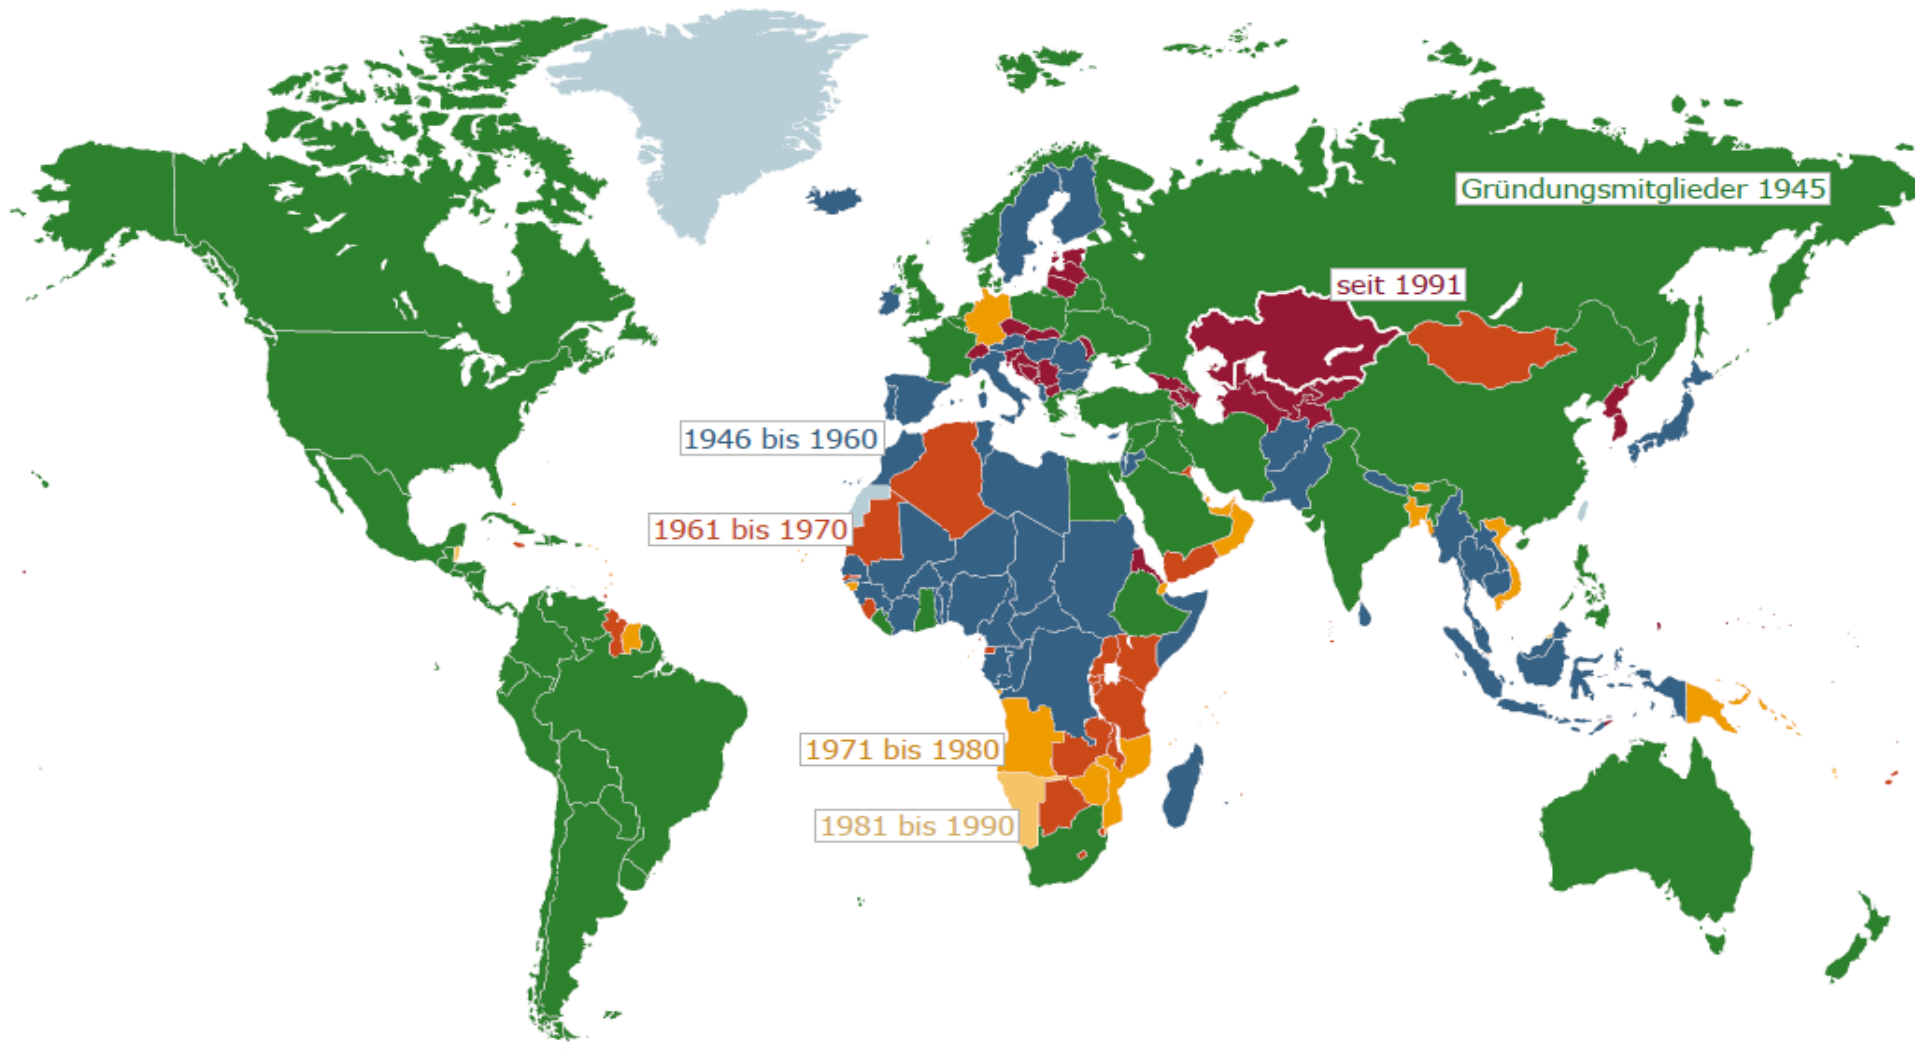 Gründungsmitglieder 1945
seit 1991
1946 bis 1960
1961 bis 1970
1971 bis 1980
1981 bis 1990